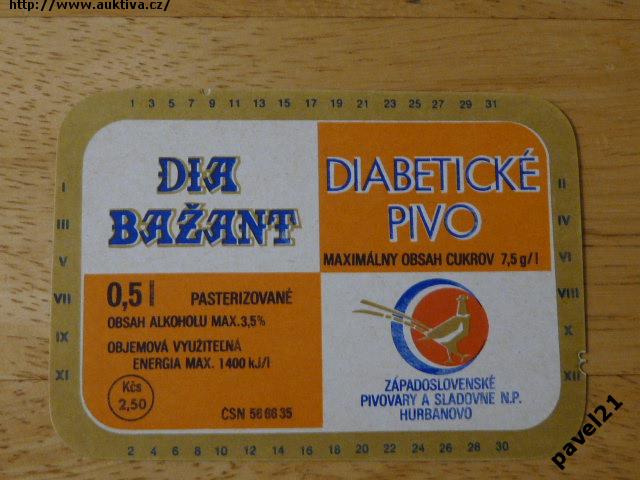 http://www.auktiva.cz/
1 3 5 7 9 11 13 15 17 19 21 23 25 27 29 31
I
III
V
VII
IX
XI
DIA
BAŽANT
DIABETICKÉ
PIVO
MAXIMÁLNY OBSAH CUKROV 7,5 g/l
0,5 l PASTERIZOVANÉ
OBSAH ALKOHOLU MAX. 3,5%
OBJEMOVÁ VYUŽITEĽNÁ
ENERGIA MAX. 1400 kJ/l
Kčs
2,50
ČSN 56 66 35
ZÁPADOSLOVENSKÉ
PIVOVARY A SLADOVNE N.P.
HURBANOVO
II
IV
VI
VIII
X
XII
2 4 6 8 10 12 14 16 18 20 22 24 26 28 30
pavel21